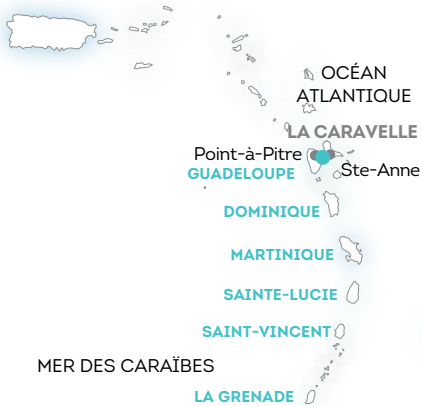 OCÉAN
ATLANTIQUE
LA CARAVELLE
Point-à-Pitre
GUADELOUPE
Ste-Anne
DOMINIQUE
MARTINIQUE
SAINTE-LUCIE
SAINT-VINCENT
MER DES CARAÏBES
LA GRENADE